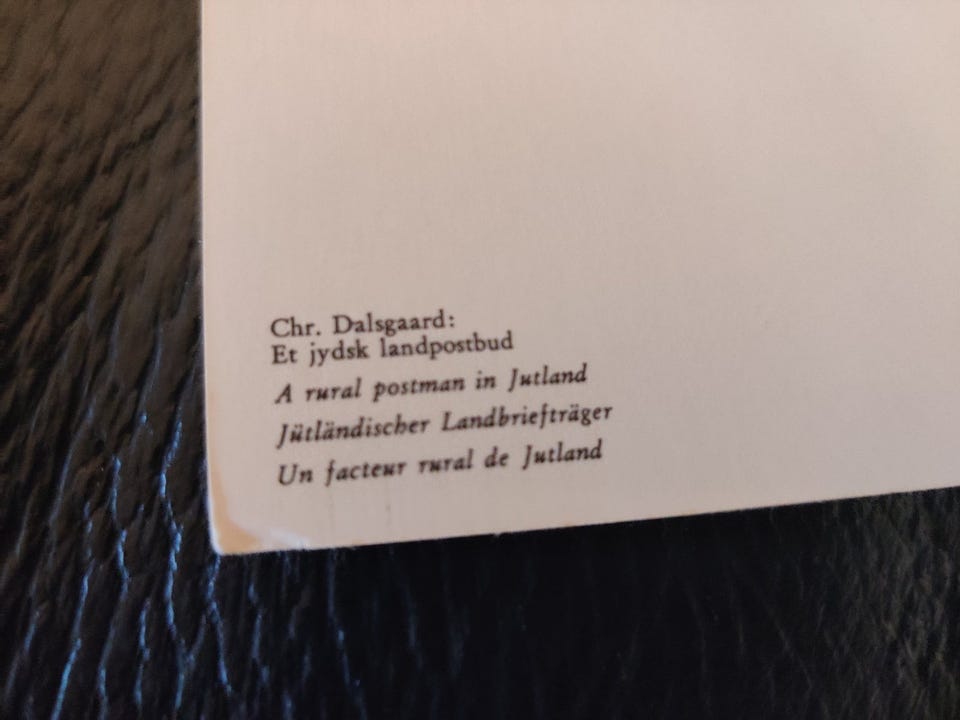 Chr. Dalsgaard:
Et jydsk landpostbud
A rural postman in Jutland
Jütländischer Landbriefträger
Un facteur rural de Jutland